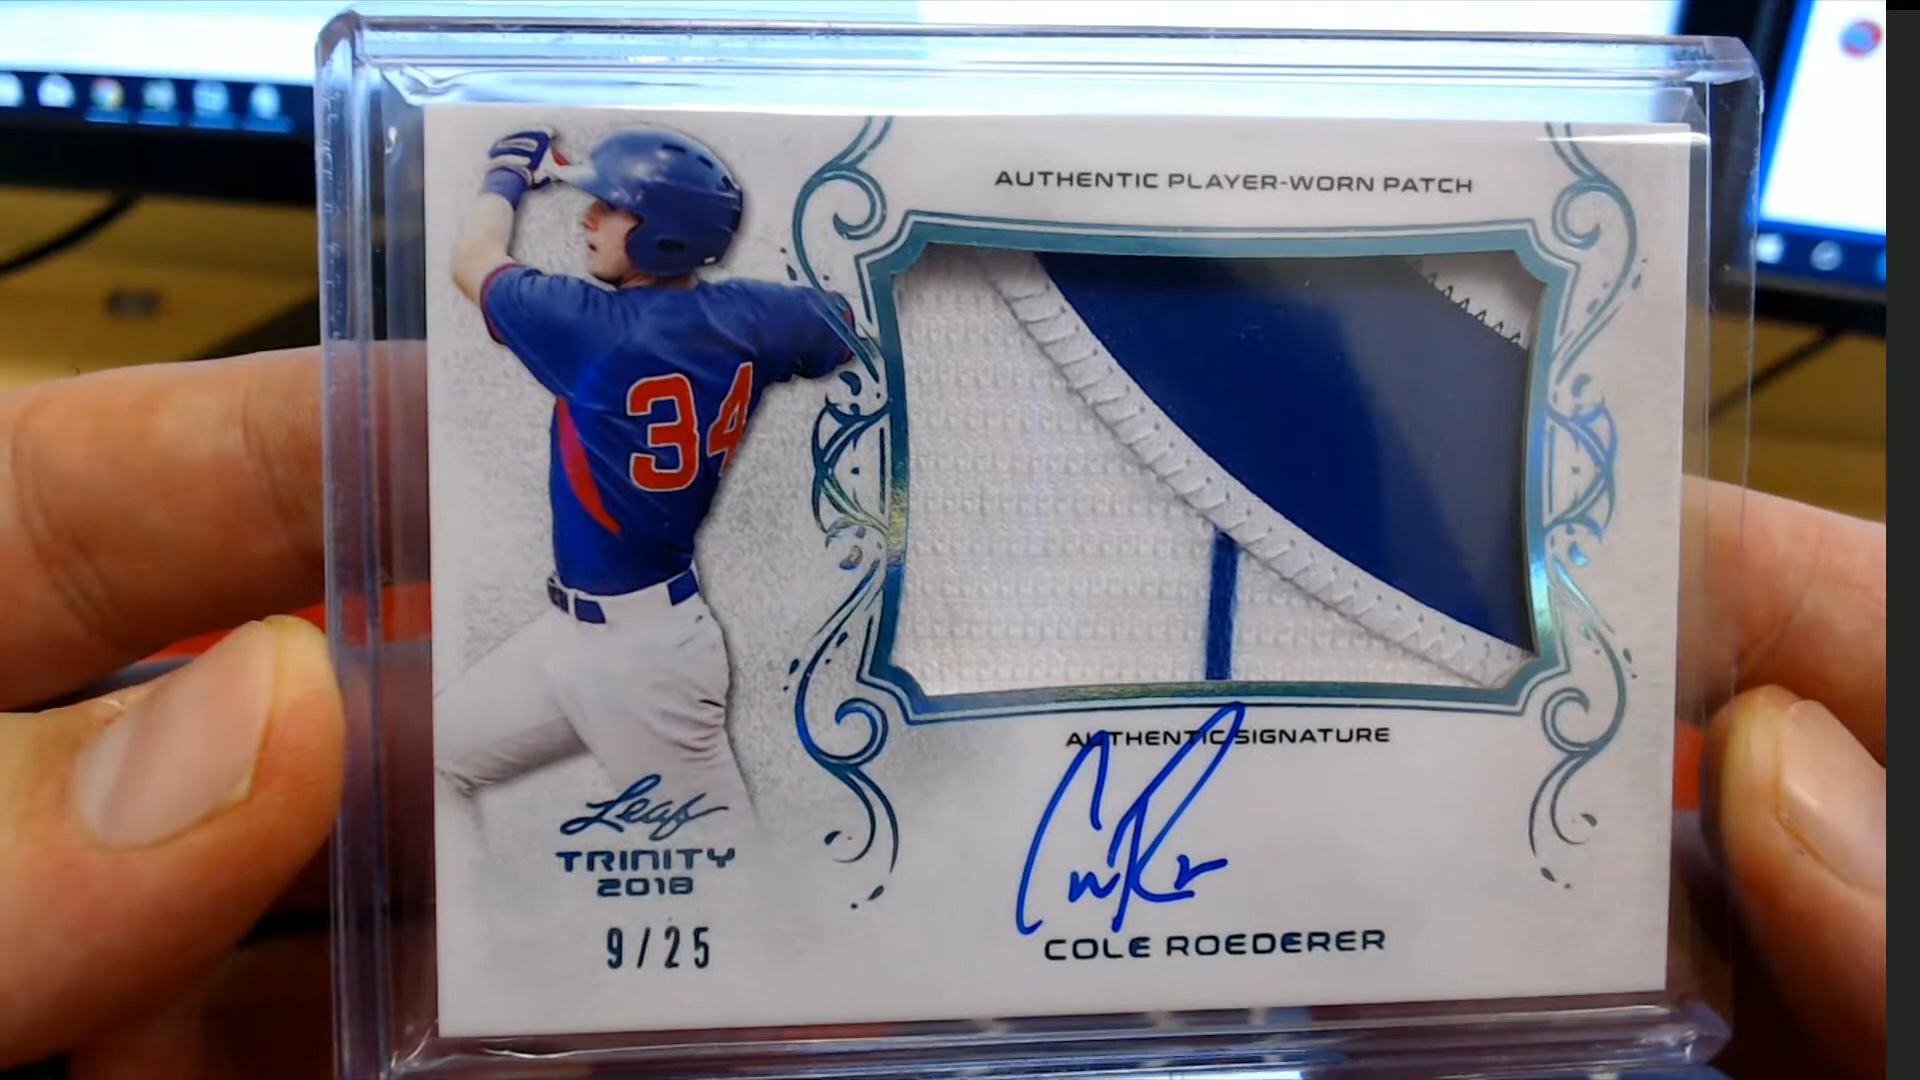 AUTHENTIC PLAYER-WORN PATCH
34
AUTHENTIC SIGNATURE
Leaf
TRINITY
2018
9/25
COLE ROEDERER